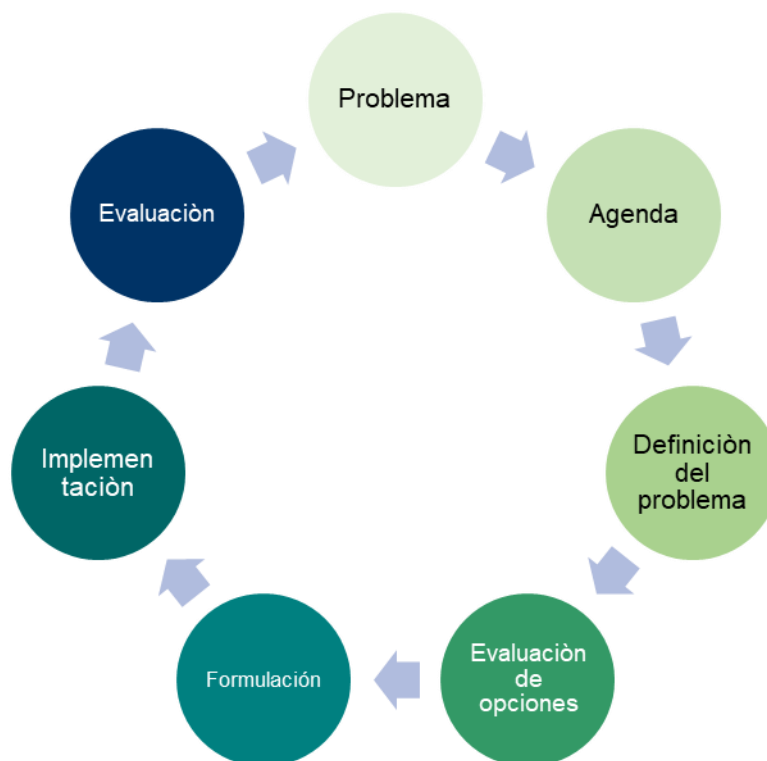 Problema
Agenda
Definiciòn
del
problema
Evaluaciòn
de
opciones
Formulación
Implemen
taciòn
Evaluaciòn